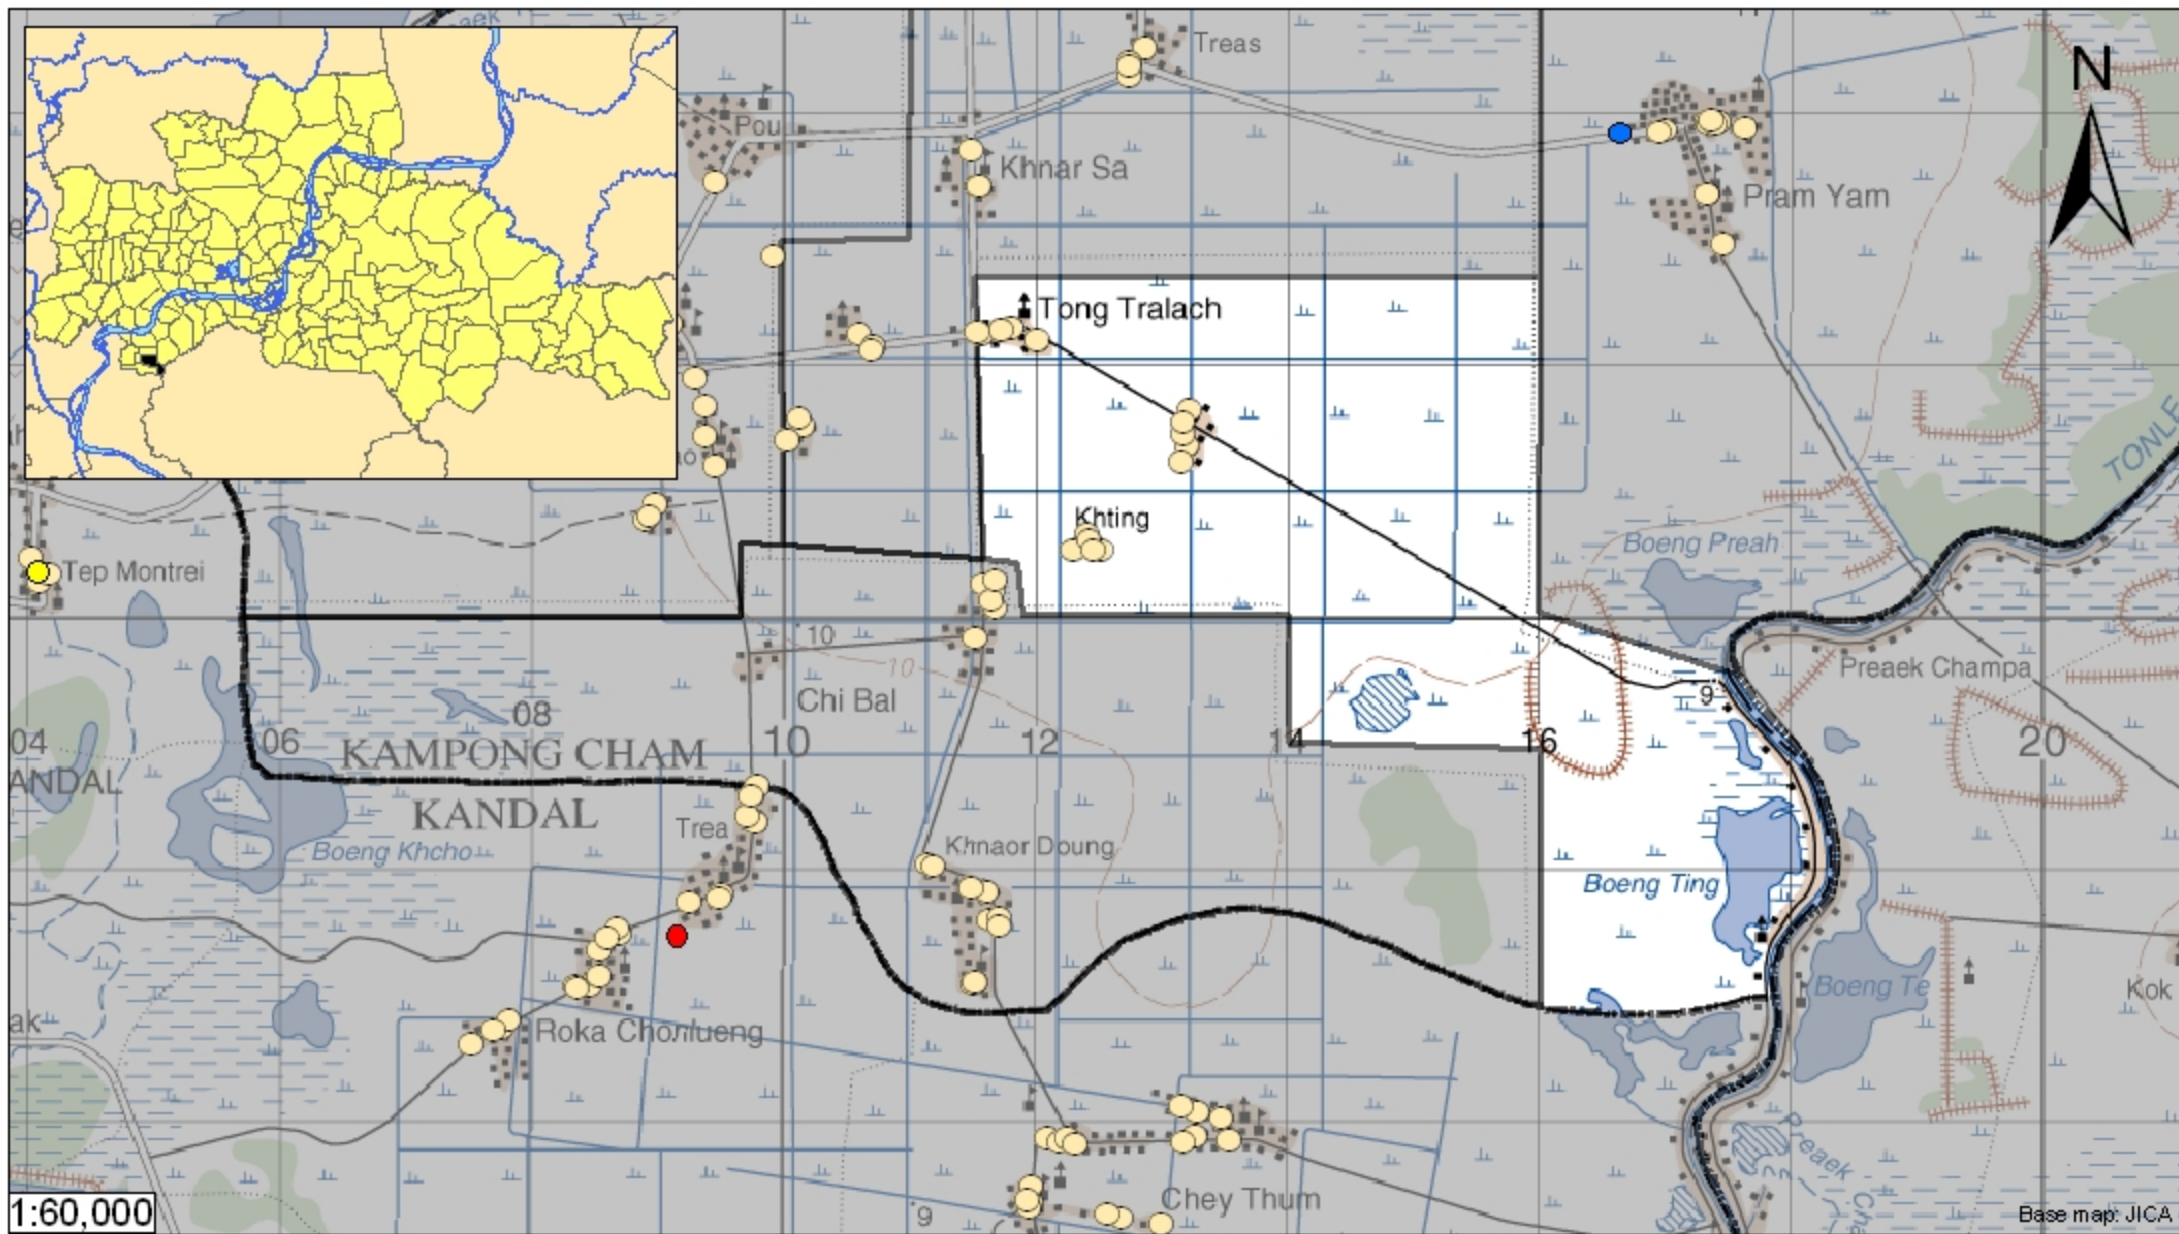 Treas
N
Pou
Khnar Sa
Pram Yam
Tong Tralach
TONLE
Khting
Boeng Preah
Tep Montrei
10
10
Preaek Champa
Chi Bal
9
08
04
06
KAMPONG CHAM
10
12
14
16
20
ANDAL
KANDAL
Trea
Khnaor Doung
Boeng Khcho
Boeng Ting
Boeng Te
Kok
ak
Roka Chonlueng
Preaek
Chey Thum
1:60,000
9
Base map: JICA